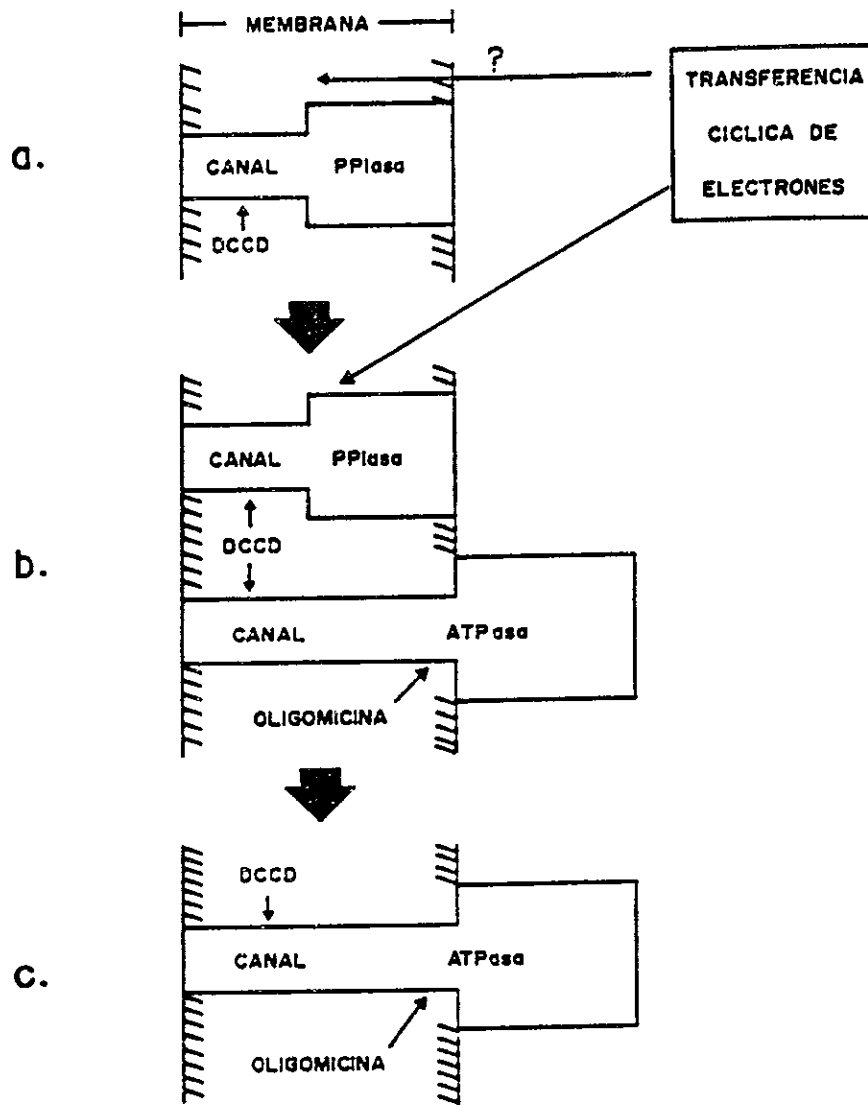 MEMBRANA
?
TRANSFERENCIA
CICLICA DE
ELECTRONES
a.
CANAL PPiasa
DCCD
CANAL PPiasa
b.
DCCD
CANAL ATPasa
OLIGOMICINA
DCCD
c.
CANAL ATPasa
OLIGOMICINA